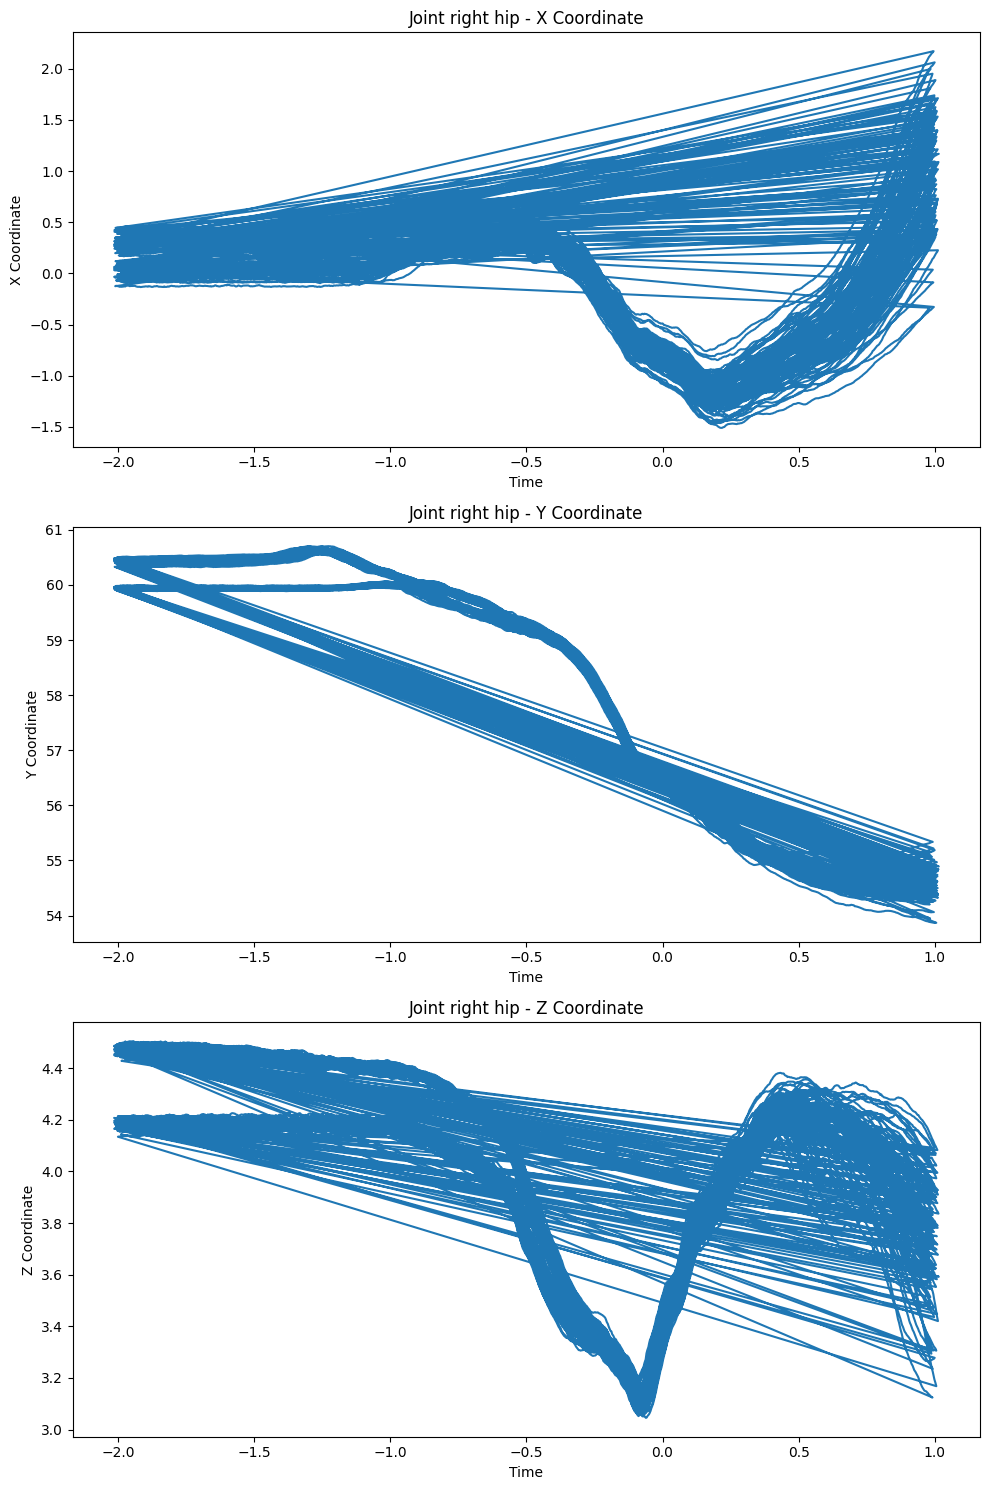 Joint right hip - X Coordinate
2.0
1.5
1.0
0.5
0.0
−0.5
−1.0
−1.5
X Coordinate
−2.0 −1.5 −1.0 −0.5 0.0 0.5 1.0
Time
Joint right hip - Y Coordinate
61
60
59
58
57
56
55
54
Y Coordinate
−2.0 −1.5 −1.0 −0.5 0.0 0.5 1.0
Time
Joint right hip - Z Coordinate
4.4
4.2
4.0
3.8
3.6
3.4
3.2
3.0
Z Coordinate
−2.0 −1.5 −1.0 −0.5 0.0 0.5 1.0
Time